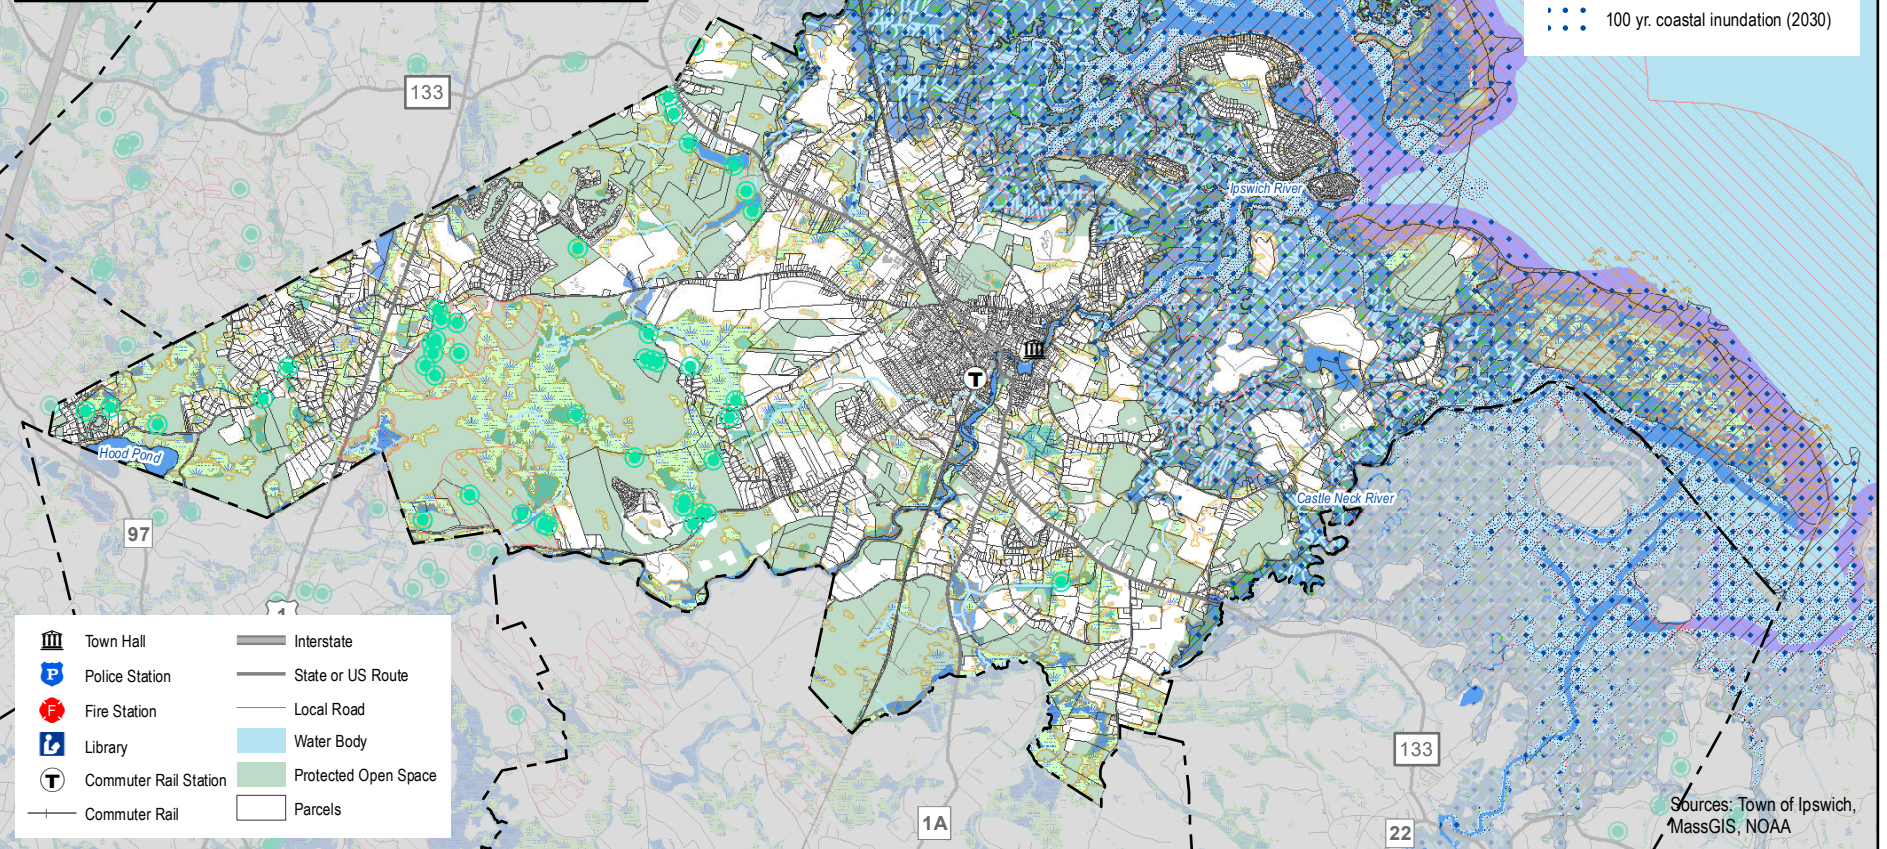 100 yr. coastal inundation (2030)
133
Ipswich River
Hood Pond
Castle Neck River
97
1
Town Hall
Police Station
P
Fire Station
F
Library
Commuter Rail Station
T
Commuter Rail
Interstate
State or US Route
Local Road
Water Body
Protected Open Space
Parcels
T
133
1A
22
Sources: Town of Ipswich,
MassGIS, NOAA